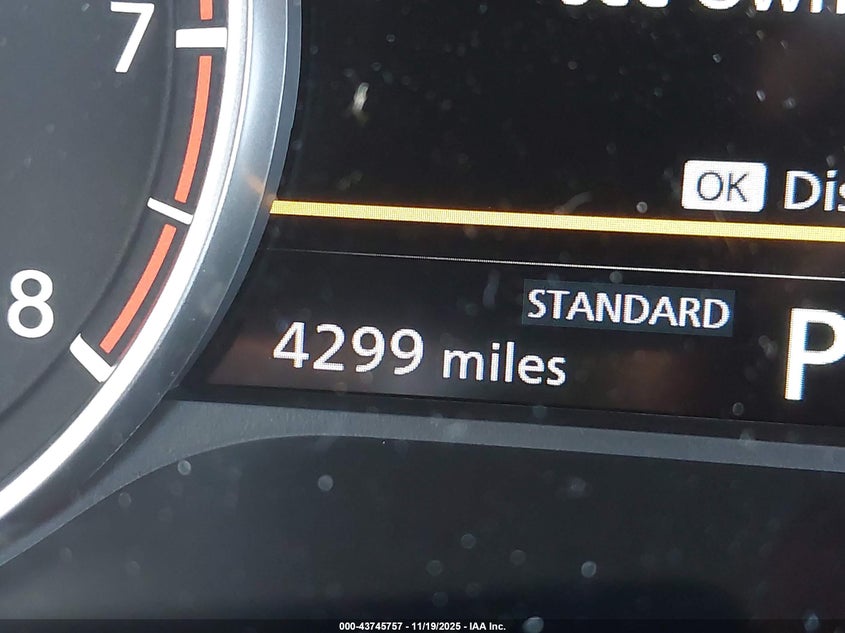 7
OK
8
STANDARD
4299 miles
P
000-43745757 - 11/19/2025 - IAA Inc.